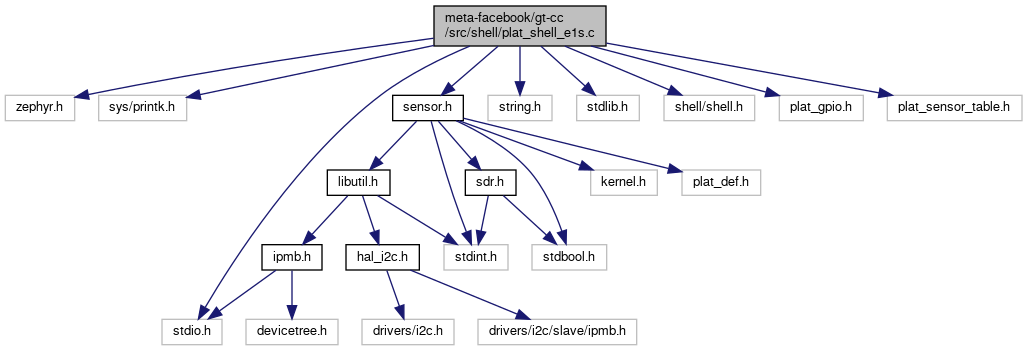 meta-facebook/gt-cc
/src/shell/plat_shell_e1s.c
zephyr.h
sys/printk.h
sensor.h
string.h
stdlib.h
shell/shell.h
plat_gpio.h
plat_sensor_table.h
libutil.h
sdr.h
kernel.h
plat_def.h
ipmb.h
hal_i2c.h
stdint.h
stdbool.h
stdio.h
devicetree.h
drivers/i2c.h
drivers/i2c/slave/ipmb.h